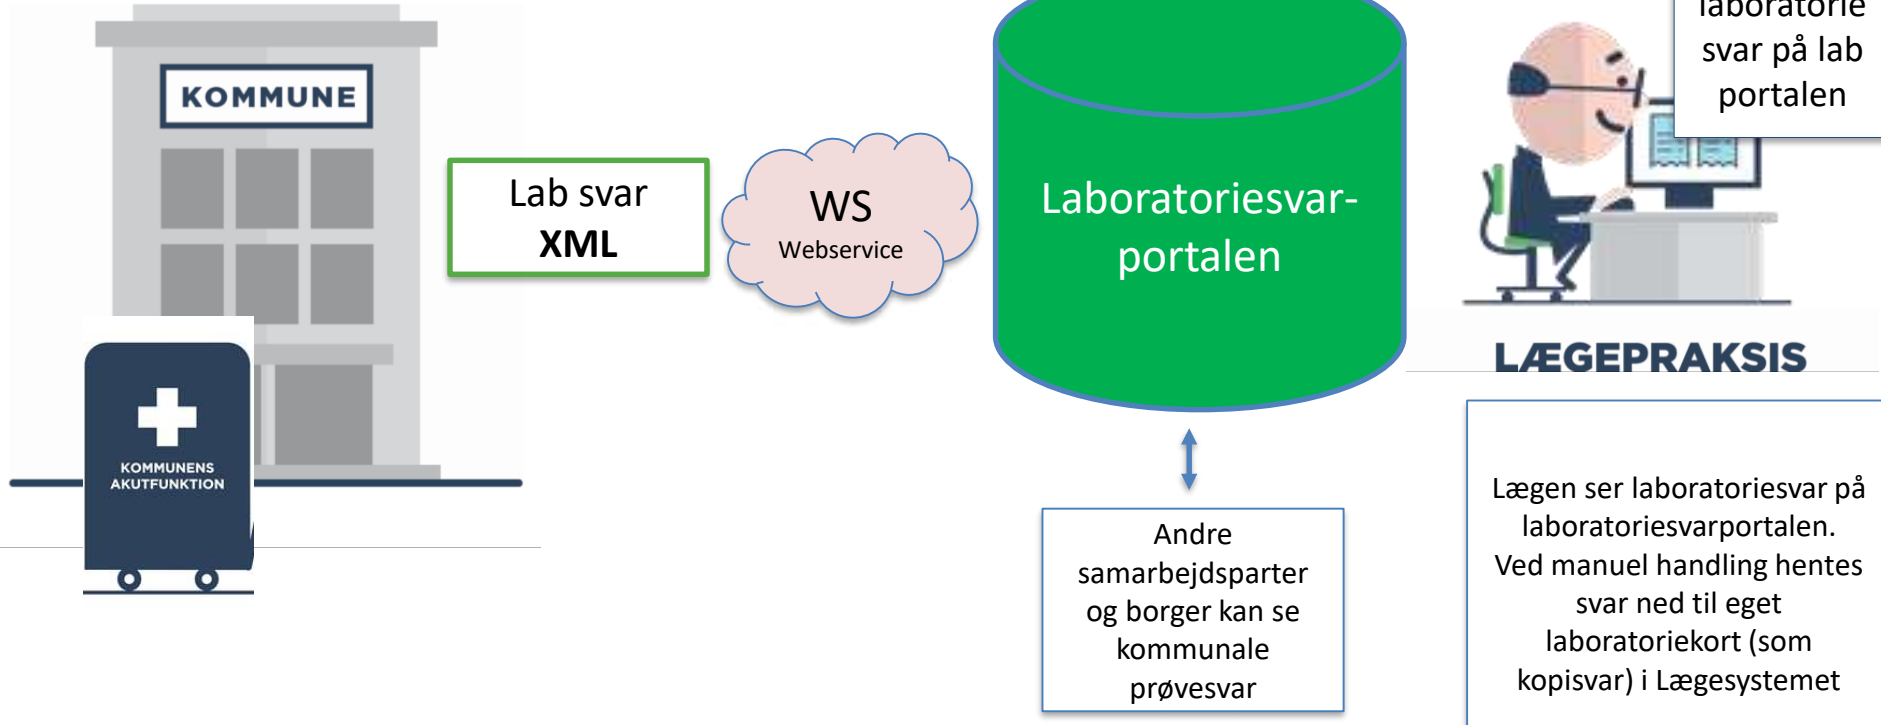 KOMMUNE
KOMMUNENS
AKUTFUNKTION
Lab svar
XML
WS
Webservice
Laboratoriesvar-
portalen
Andre
samarbejdsparter
og borger kan se
kommunale
prøvesvar
laboratorie
svar på lab
portalen
LÆGEPRAKSIS
Lægen ser laboratoriesvar på
laboratoriesvarportalen.
Ved manuel handling hentes
svar ned til eget
laboratoriekort (som
kopisvar) i Lægesystemet